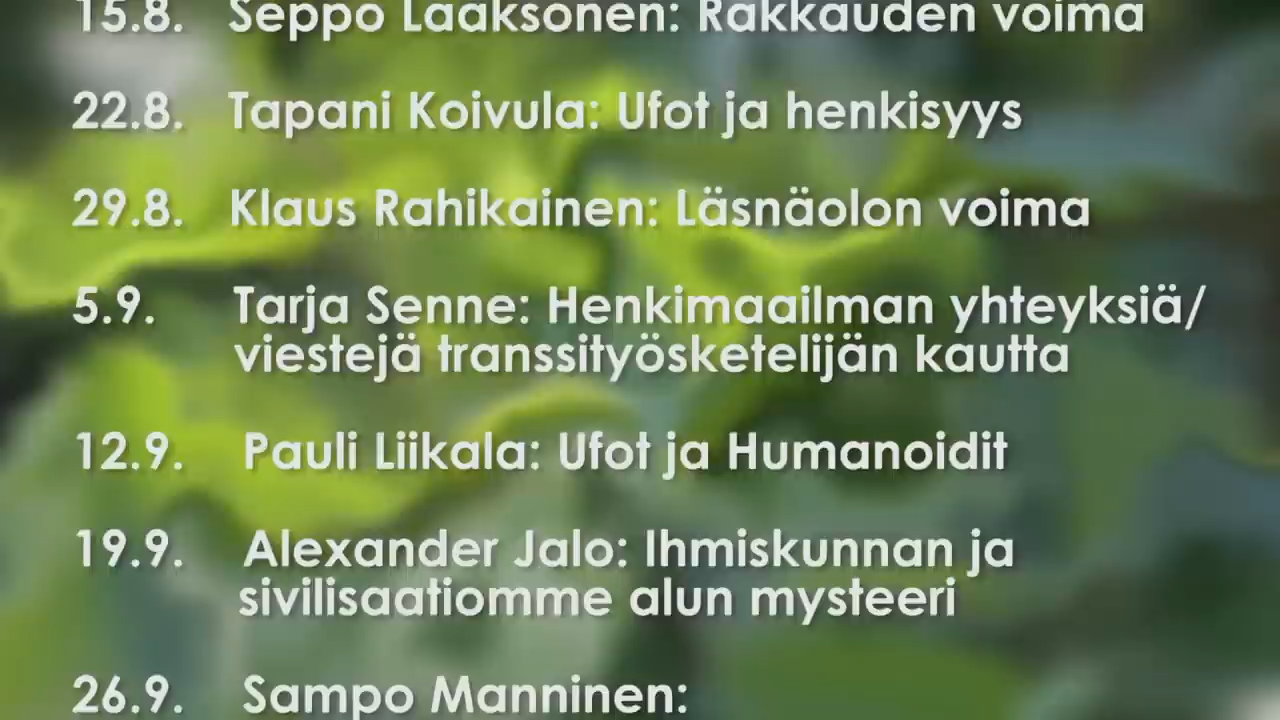 15.8. Seppo Laaksonen: Rakkauden voima
22.8. Tapani Koivula: Ufot ja henkisyys
29.8. Klaus Rahikainen: Läsnäolon voima
5.9. Tarja Senne: Henkimaailman yhteyksiä/
viestejä transsityösketelijän kautta
12.9. Pauli Liikala: Ufot ja Humanoidit
19.9. Alexander Jalo: Ihmiskunnan ja
sivilisaatiomme alun mysteeri
26.9. Sampo Manninen: